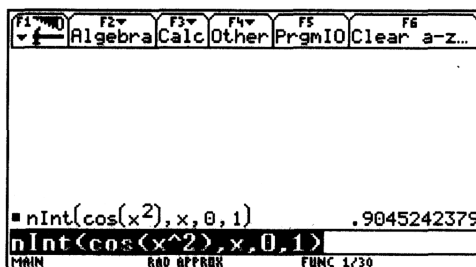 F1 F2 F3 F4 F5 F6
Algebra Calc Other PrgmIO Clear a-z…
nInt(cos(x²),x,0,1) .9045242379
nInt(cos(x^2),x,0,1)
MAIN RAD APPROX FUNC 1/30